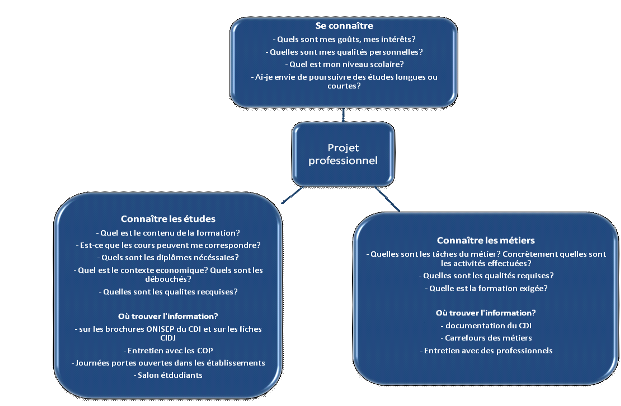 Se connaître
- Quels sont mes goûts, mes intérêts?
- Quelles sont mes qualités personnelles?
- Quel est mon niveau scolaire?
- Ai-je envie de poursuivre des études longues ou
courtes?
Projet
professionnel
Connaître les études
- Quel est le contenu de la formation?
- Est-ce que les cours peuvent me correspondre?
- Quels sont les diplômes nécéssaires?
- Quel est le contexte economique? Quels sont les
débouchés?
- Quelles sont les qualites recquises?
Où trouver l'information?
- sur les brochures ONISEP du CDI et sur les fiches
CIDJ
- Entretien avec les COP
- Journées portes ouvertes dans les établissements
- Salon étdudiants
Connaître les métiers
- Quelles sont les tâches du métier? Concrètement quelles sont
les activités effectuées?
- Quelles sont les qualités requises?
- Quelle est la formation exigée?
Où trouver l'information?
- documentation du CDI
- Carrefours des métiers
- Entretien avec des professionnels